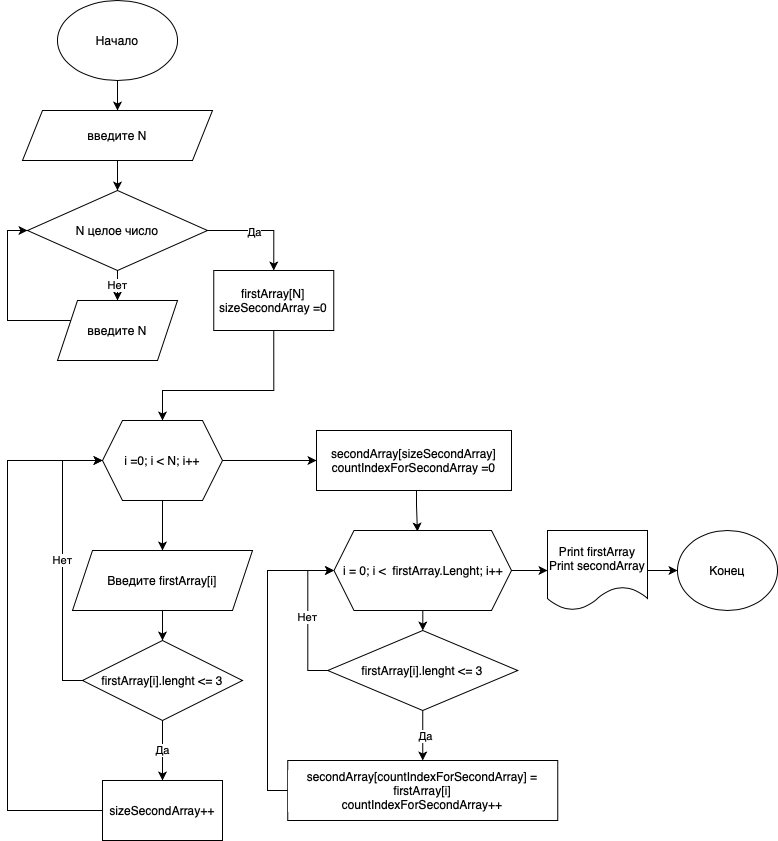 Начало
введите N
N целое число
Да
Нет
введите N
firstArray[N]
sizeSecondArray =0
i =0; i < N; i++
secondArray[sizeSecondArray]
countIndexForSecondArray =0
Нет
Введите firstArray[i]
i = 0; i < firstArray.Lenght; i++
Print firstArray
Print secondArray
Конец
Нет
firstArray[i].lenght <= 3
firstArray[i].lenght <= 3
Да
Да
sizeSecondArray++
secondArray[countIndexForSecondArray] =
firstArray[i]
countIndexForSecondArray++